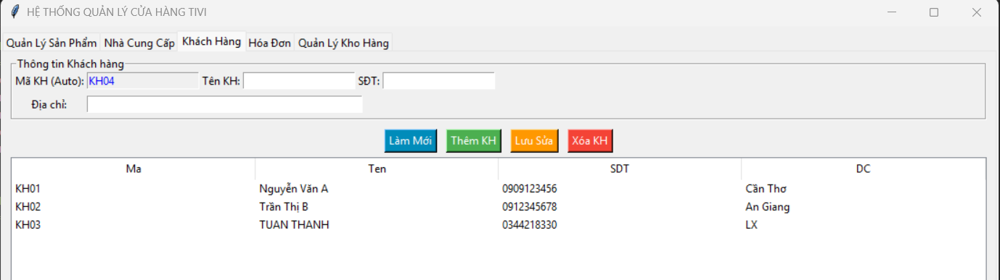 HỆ THỐNG QUẢN LÝ CỬA HÀNG TIVI
Quản Lý Sản Phẩm Nhà Cung Cấp Khách Hàng Hóa Đơn Quản Lý Kho Hàng
Thông tin Khách hàng
Mã KH (Auto): KH04 Tên KH: SĐT:
Địa chỉ:
Làm Mới Thêm KH Lưu Sửa Xóa KH
Ma Ten SDT DC
KH01 Nguyễn Văn A 0909123456 Cần Thơ
KH02 Trần Thị B 0912345678 An Giang
KH03 TUAN THANH 0344218330 LX